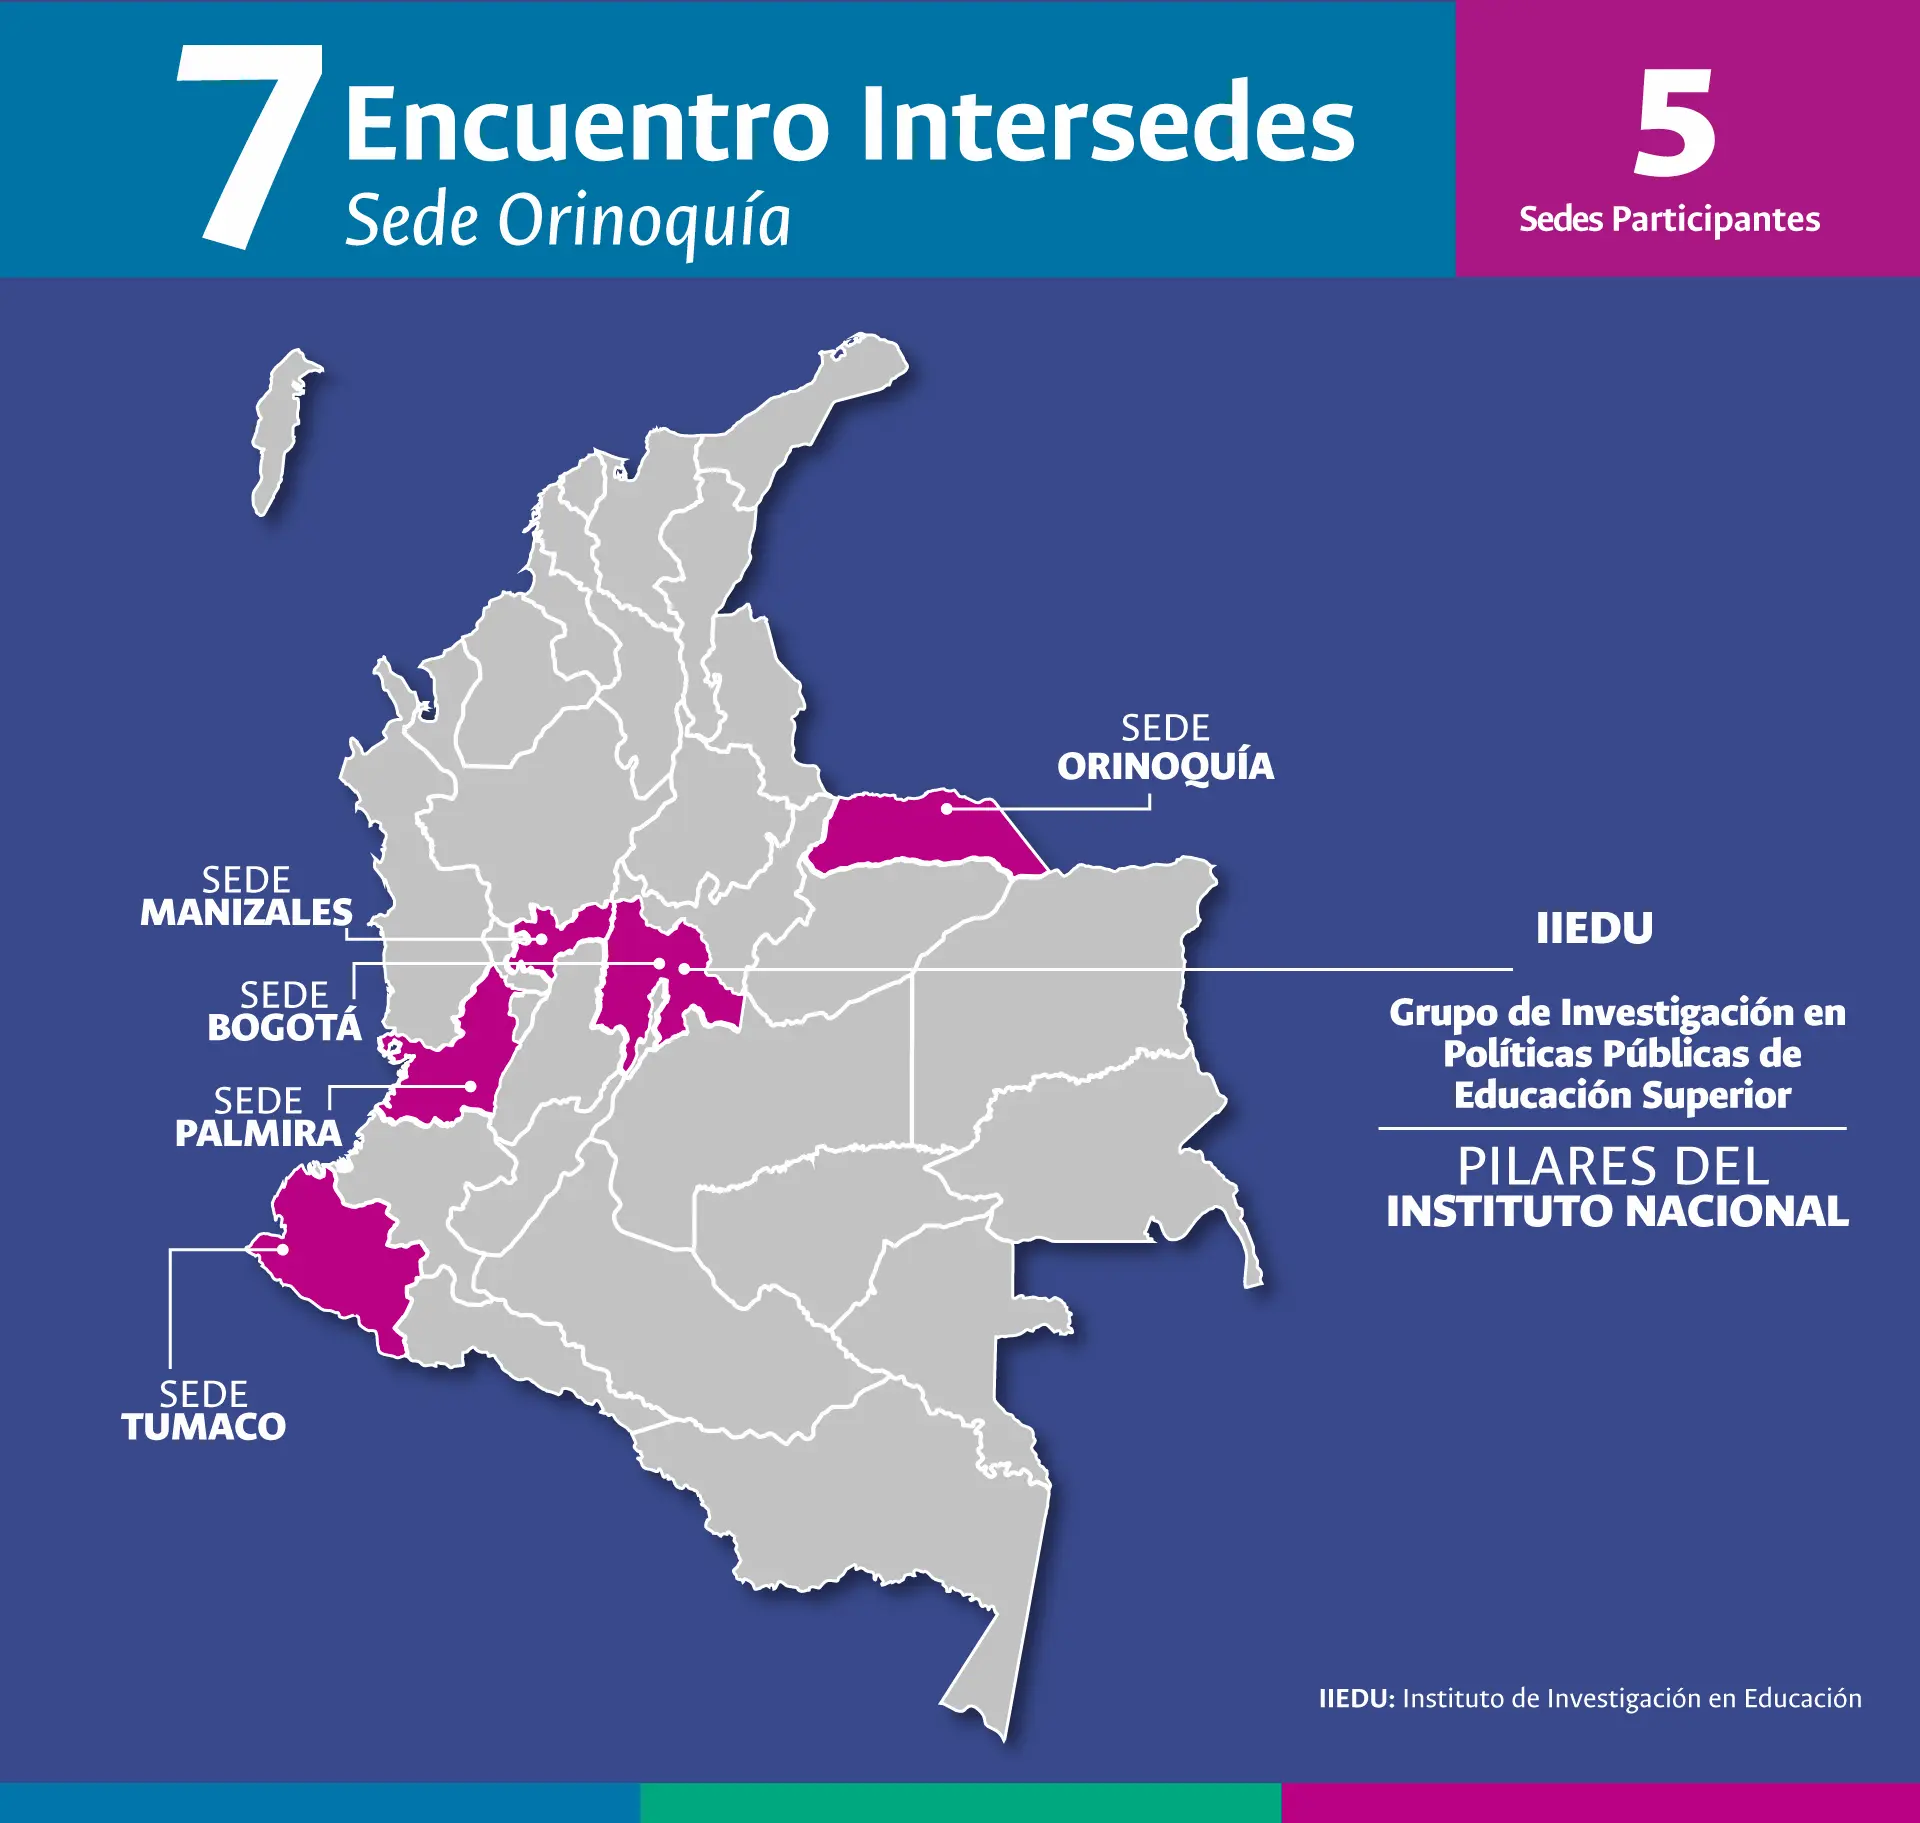 7 Encuentro Intersedes
Sede Orinoquía
5
Sedes Participantes
SEDE
ORINOQUÍA
SEDE
MANIZALES
SEDE
BOGOTÁ
SEDE
PALMIRA
SEDE
TUMACO
IIEDU
Grupo de Investigación en
Políticas Públicas de
Educación Superior
PILARES DEL
INSTITUTO NACIONAL
IIEDU: Instituto de Investigación en Educación